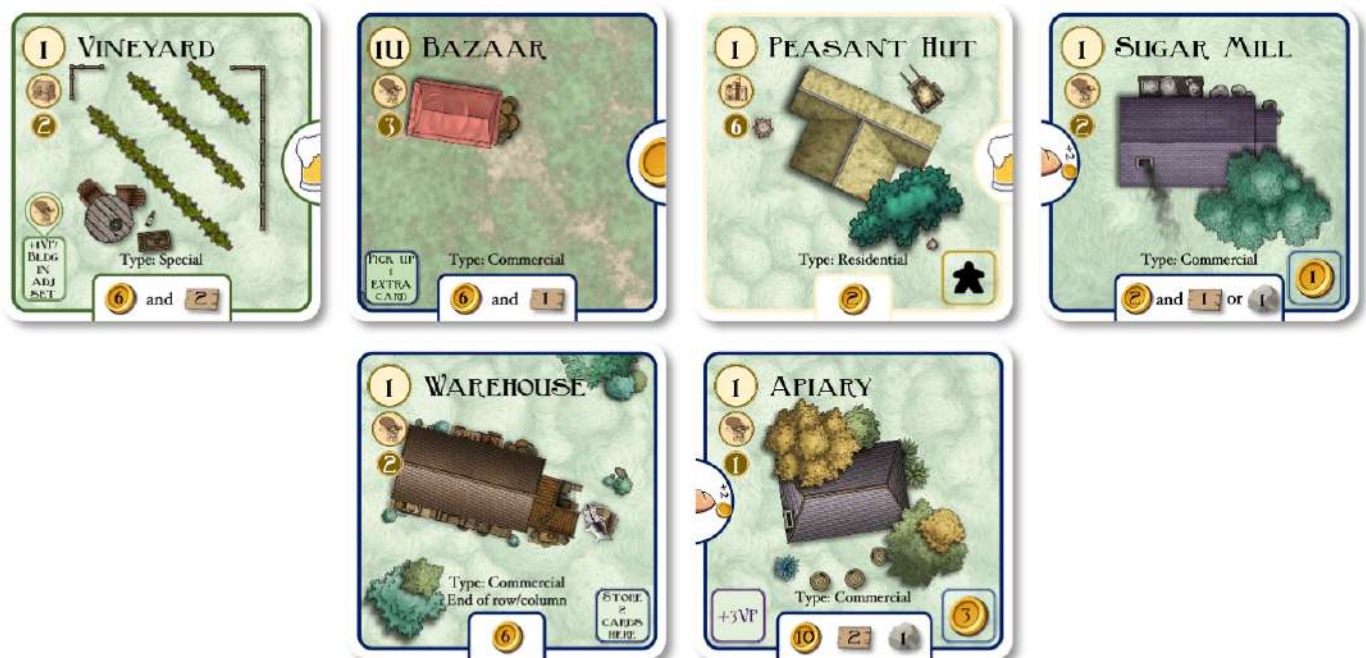 1 VINEYARD
2
+1VP/
BLDG
IN
ADJ
SET
Type: Special
6 and 2
1U BAZAAR
3
PICK UP
1
EXTRA
CARD
Type: Commercial
6 and 1
1 PEASANT HUT
6
Type: Residential
2
1 SUGAR MILL
2
+2
Type: Commercial
2 and 1 or 1
1
1 WAREHOUSE
2
Type: Commercial
End of row/column
STORE
2
CARDS
HERE
6
1 APIARY
1
+2
+3VP
Type: Commercial
10 2 1
3